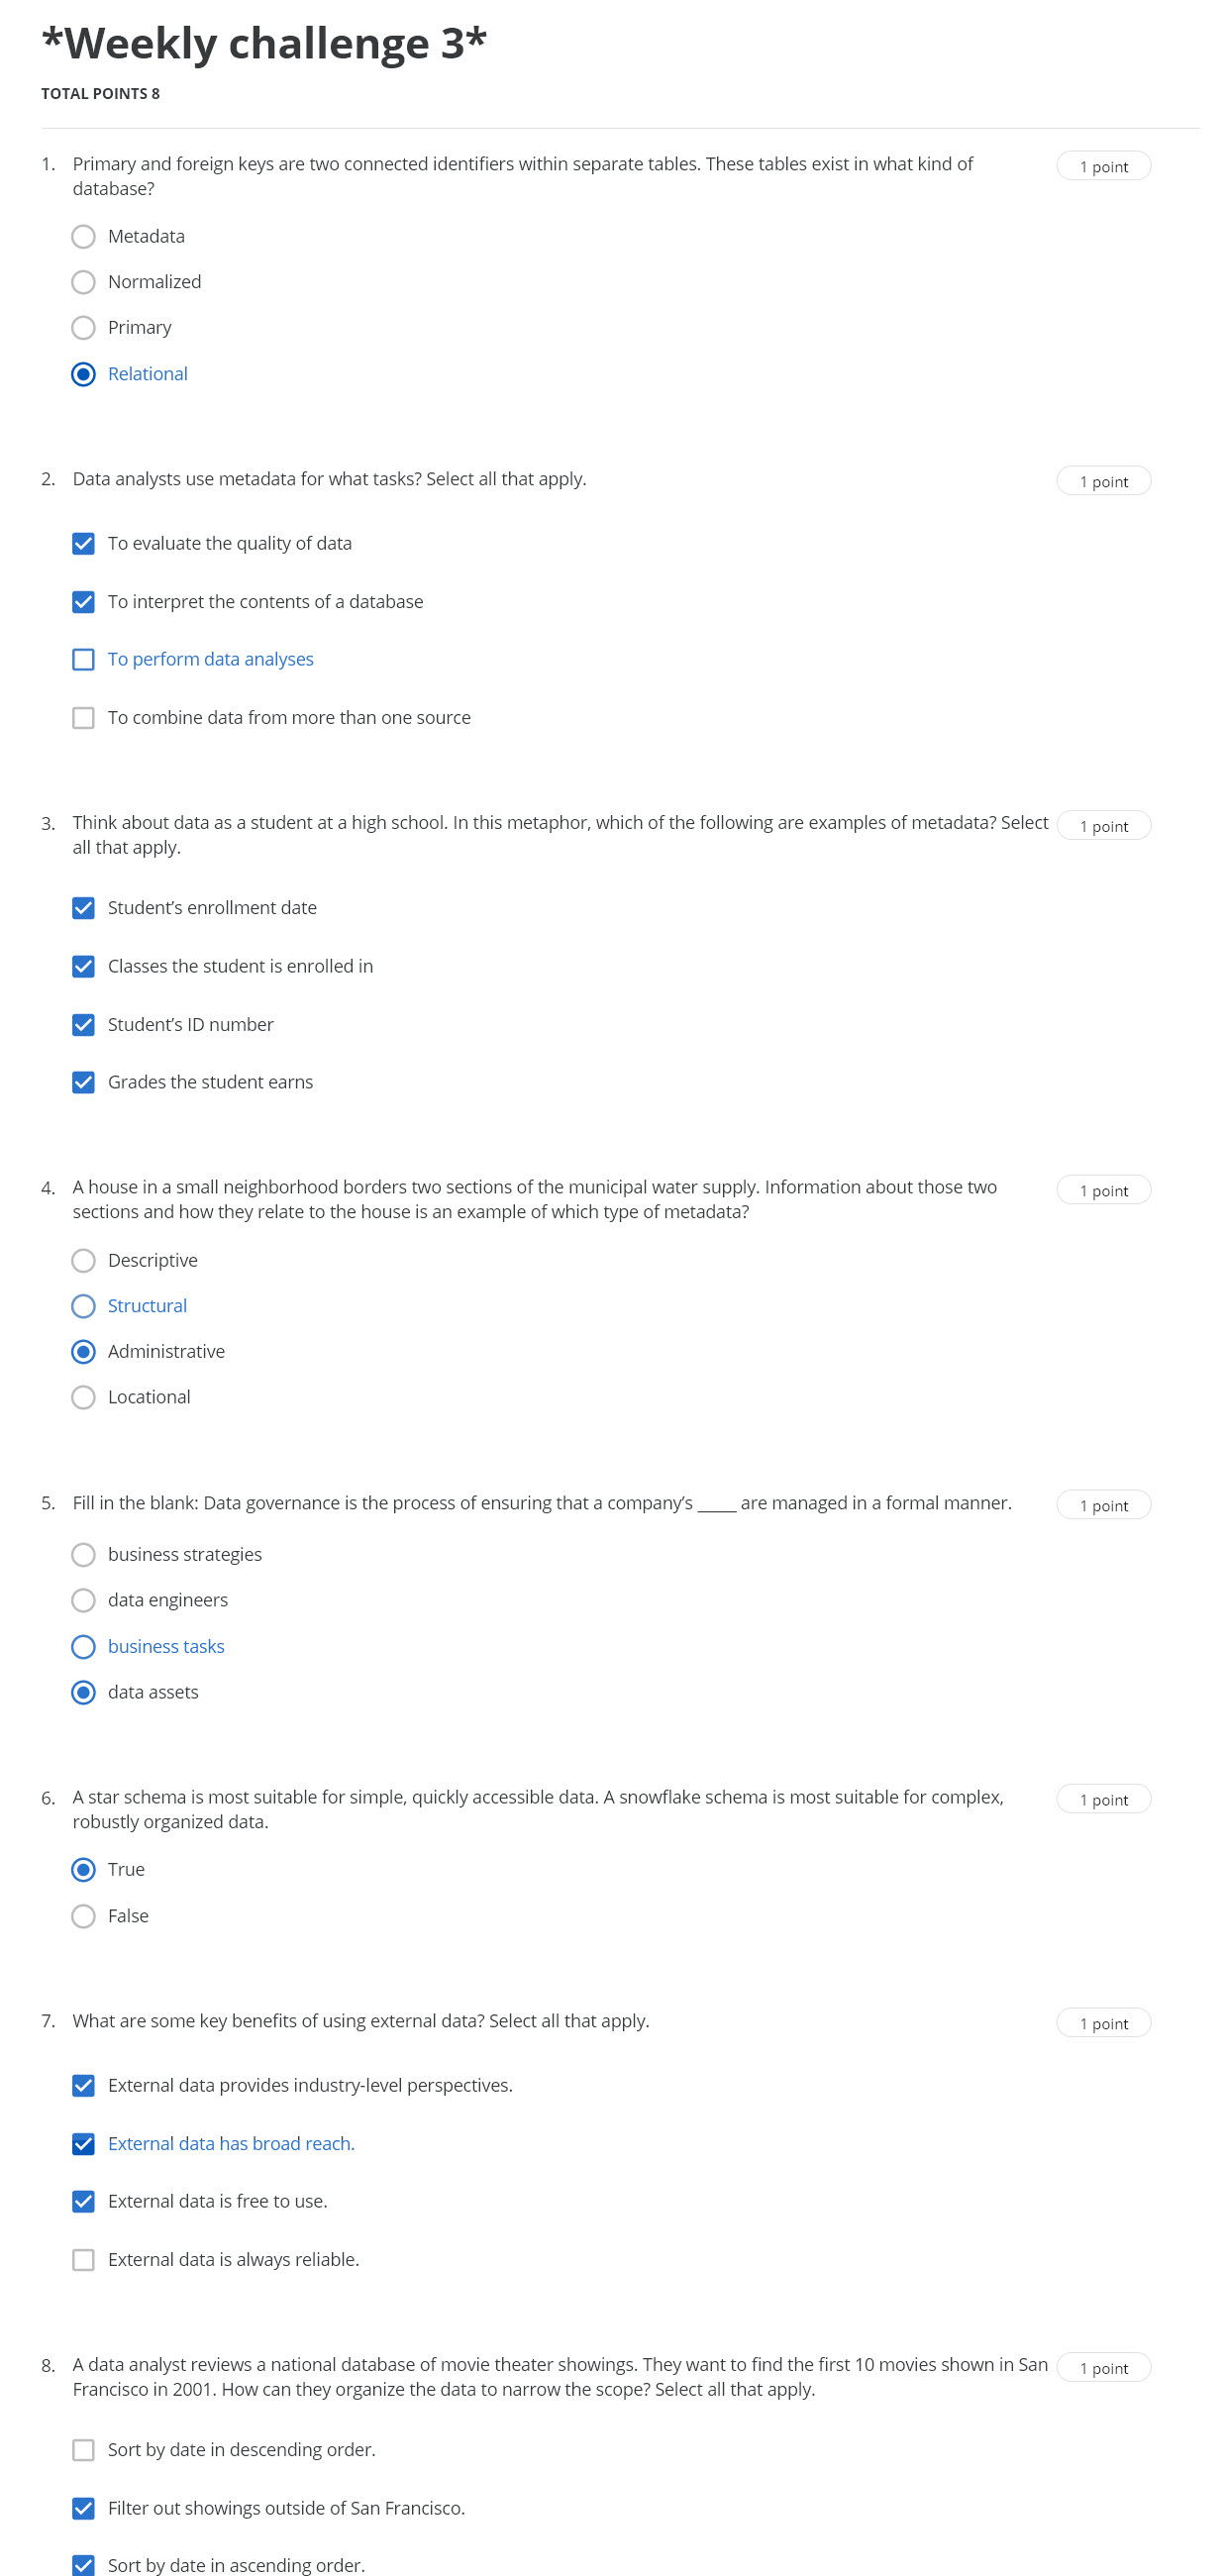 *Weekly challenge 3*
TOTAL POINTS 8
1. Primary and foreign keys are two connected identifiers within separate tables. These tables exist in what kind of
database?
1 point
Metadata
Normalized
Primary
Relational
2. Data analysts use metadata for what tasks? Select all that apply.
1 point
To evaluate the quality of data
To interpret the contents of a database
To perform data analyses
To combine data from more than one source
3. Think about data as a student at a high school. In this metaphor, which of the following are examples of metadata? Select
all that apply.
1 point
Student’s enrollment date
Classes the student is enrolled in
Student’s ID number
Grades the student earns
4. A house in a small neighborhood borders two sections of the municipal water supply. Information about those two
sections and how they relate to the house is an example of which type of metadata?
1 point
Descriptive
Structural
Administrative
Locational
5. Fill in the blank: Data governance is the process of ensuring that a company’s _____ are managed in a formal manner.
1 point
business strategies
data engineers
business tasks
data assets
6. A star schema is most suitable for simple, quickly accessible data. A snowflake schema is most suitable for complex,
robustly organized data.
1 point
True
False
7. What are some key benefits of using external data? Select all that apply.
1 point
External data provides industry-level perspectives.
External data has broad reach.
External data is free to use.
External data is always reliable.
8. A data analyst reviews a national database of movie theater showings. They want to find the first 10 movies shown in San
Francisco in 2001. How can they organize the data to narrow the scope? Select all that apply.
1 point
Sort by date in descending order.
Filter out showings outside of San Francisco.
Sort by date in ascending order.